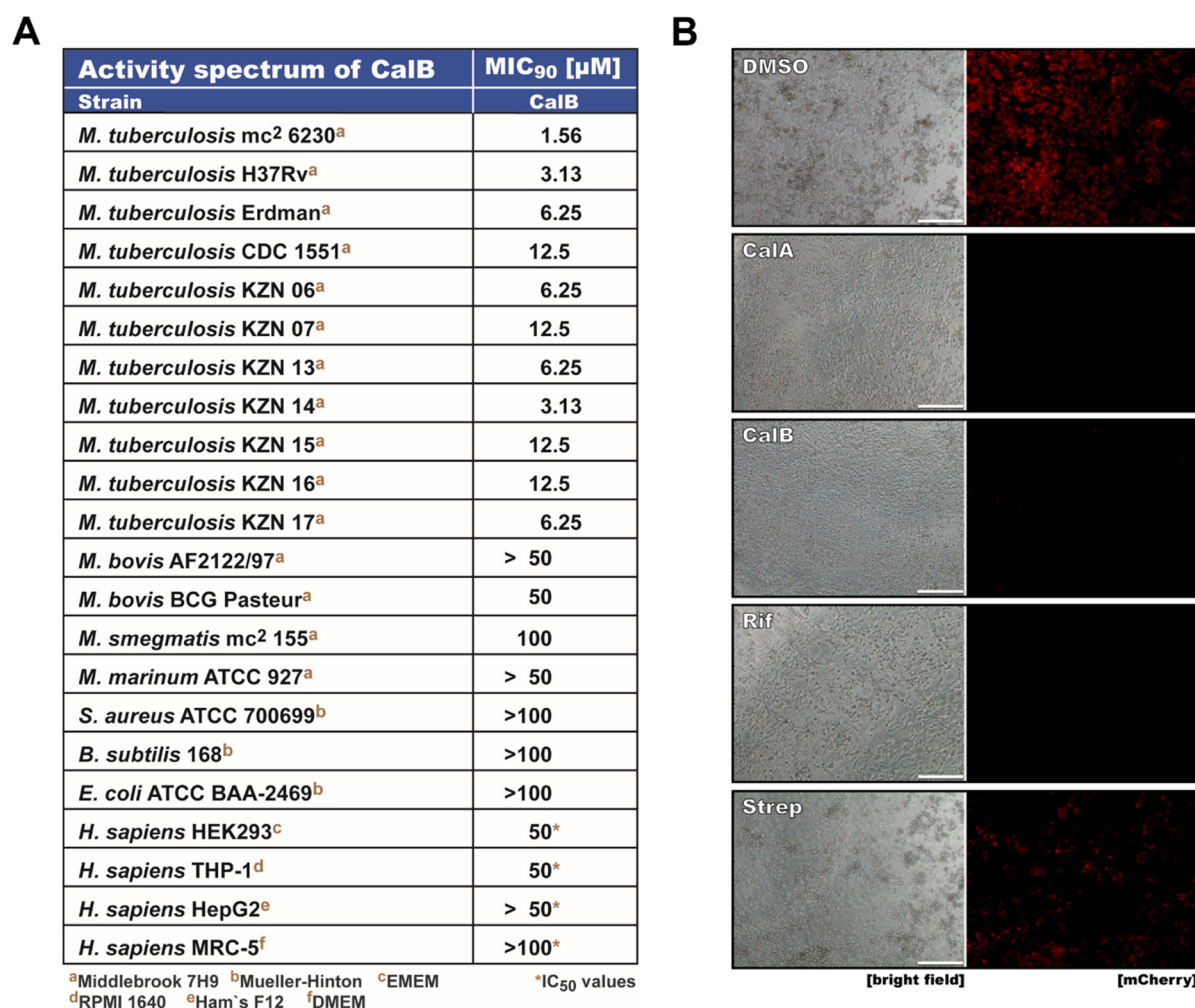 A
Activity spectrum of CalB MIC90 [µM]
Strain CalB
M. tuberculosis mc2 6230a 1.56
M. tuberculosis H37Rva 3.13
M. tuberculosis Erdmana 6.25
M. tuberculosis CDC 1551a 12.5
M. tuberculosis KZN 06a 6.25
M. tuberculosis KZN 07a 12.5
M. tuberculosis KZN 13a 6.25
M. tuberculosis KZN 14a 3.13
M. tuberculosis KZN 15a 12.5
M. tuberculosis KZN 16a 12.5
M. tuberculosis KZN 17a 6.25
M. bovis AF2122/97a > 50
M. bovis BCG Pasteura 50
M. smegmatis mc2 155a 100
M. marinum ATCC 927a > 50
S. aureus ATCC 700699b >100
B. subtilis 168b >100
E. coli ATCC BAA-2469b >100
H. sapiens HEK293c 50*
H. sapiens THP-1d 50*
H. sapiens HepG2e > 50*
H. sapiens MRC-5f >100*
aMiddlebrook 7H9 bMueller-Hinton cEMEM *IC50 values
dRPMI 1640 eHam`s F12 fDMEM
B
DMSO
CalA
CalB
Rif
Strep
[bright field] [mCherry]